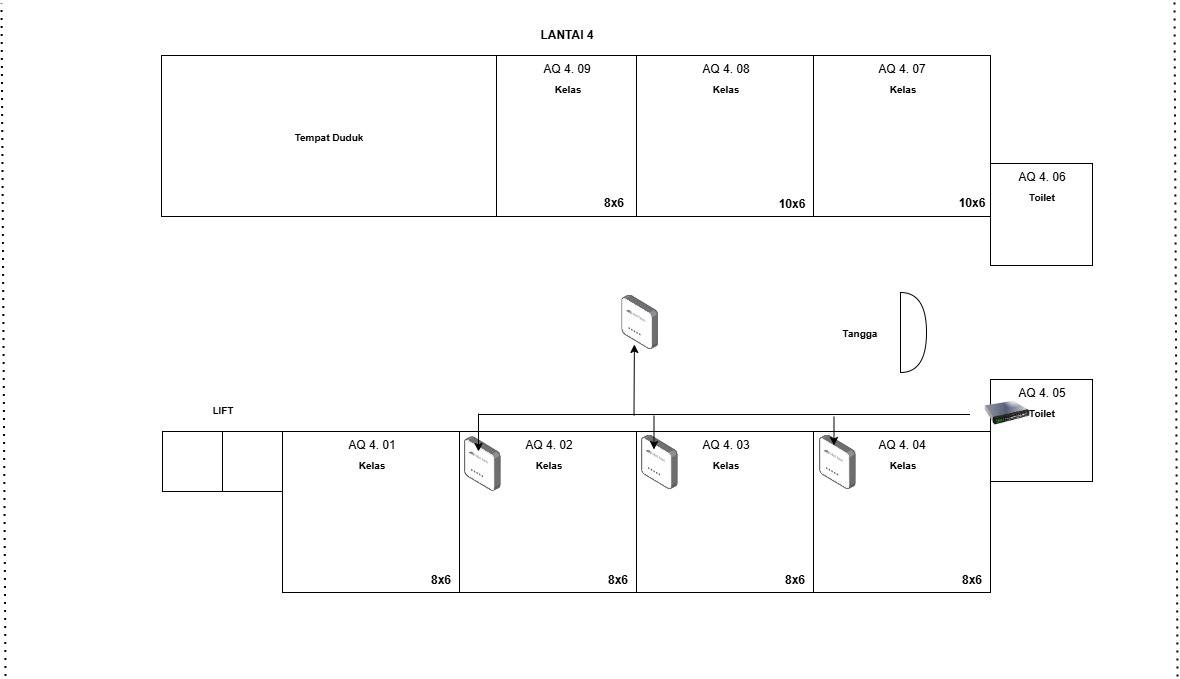 LANTAI 4
AQ 4. 09
Kelas
AQ 4. 08
Kelas
AQ 4. 07
Kelas
Tempat Duduk
AQ 4. 06
Toilet
8x6
10x6
10x6
Tangga
LIFT
AQ 4. 05
Toilet
AQ 4. 01
Kelas
AQ 4. 02
Kelas
AQ 4. 03
Kelas
AQ 4. 04
Kelas
8x6
8x6
8x6
8x6